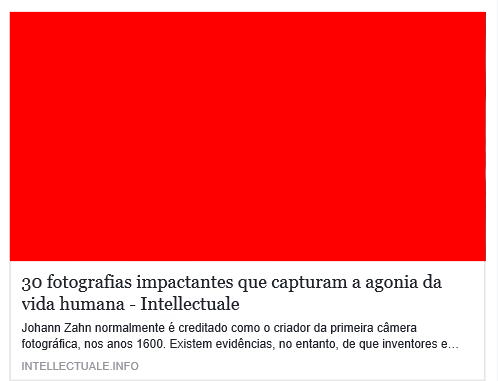 30 fotografias impactantes que capturam a agonia da
vida humana - Intellectuale
Johann Zahn normalmente é creditado como o criador da primeira câmera
fotográfica, nos anos 1600. Existem evidências, no entanto, de que inventores e...
INTELLECTUALE.INFO